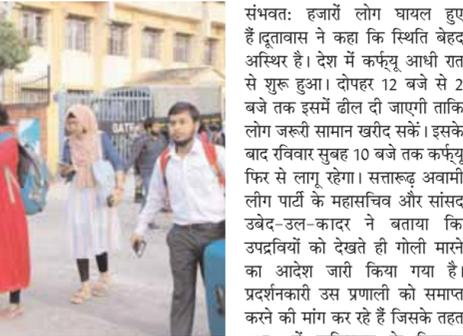 संभवत: हजारों लोग घायल हुए
हैं।दूतावास ने कहा कि स्थिति बेहद
अस्थिर है। देश में कर्फ्यू आधी रात
से शुरू हुआ। दोपहर 12 बजे से 2
बजे तक इसमें ढील दी जाएगी ताकि
लोग जरूरी सामान खरीद सकें। इसके
बाद रविवार सुबह 10 बजे तक कर्फ्यू
फिर से लागू रहेगा। सत्तारूढ़ अवामी
लीग पार्टी के महासचिव और सांसद
उबेद-उल-कादर ने बताया कि
उपद्रवियों को देखते ही गोली मारने
का आदेश जारी किया गया है।
प्रदर्शनकारी उस प्रणाली को समाप्त
करने की मांग कर रहे हैं जिसके तहत